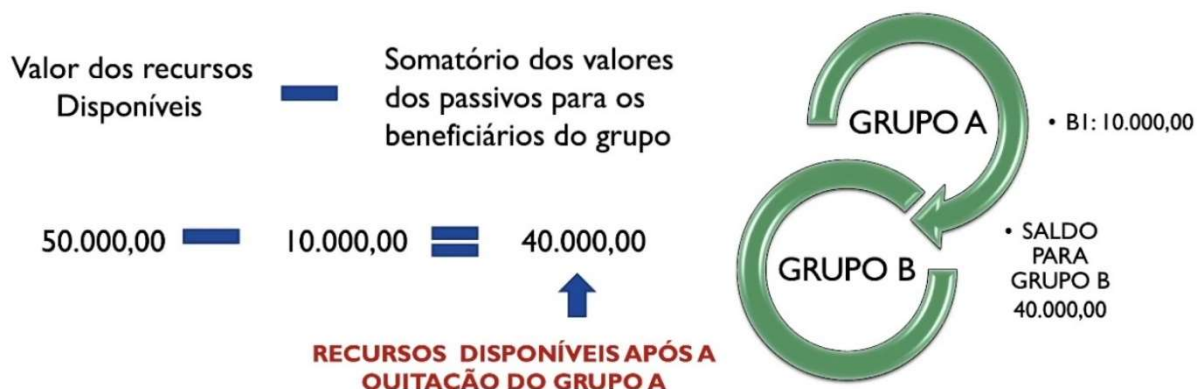 Valor dos recursos
Disponíveis
Somatório dos valores
dos passivos para os
beneficiários do grupo
50.000,00
10.000,00
40.000,00
RECURSOS DISPONÍVEIS APÓS A
QUITAÇÃO DO GRUPO A
GRUPO A
• B1: 10.000,00
GRUPO B
• SALDO
PARA
GRUPO B
40.000,00